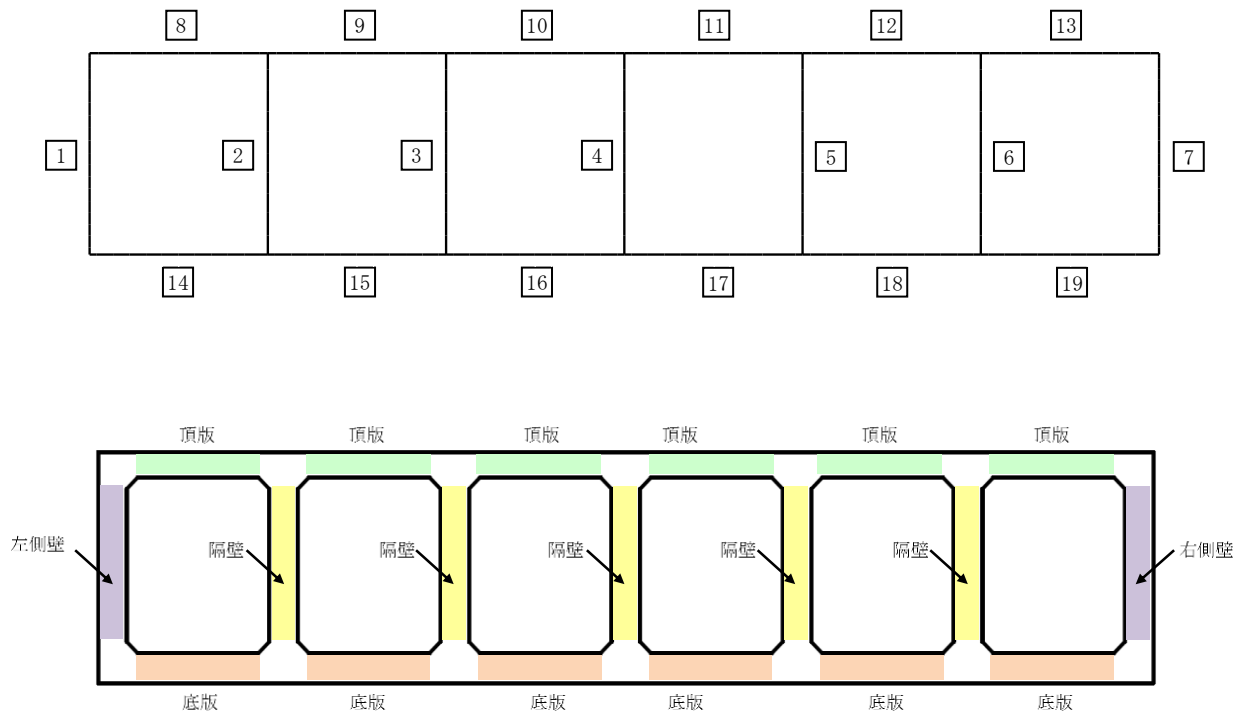 8 9 10 11 12 13
1 2 3 4 5 6 7
14 15 16 17 18 19
頂版 頂版 頂版 頂版 頂版 頂版
左側壁 隔壁 隔壁 隔壁 隔壁 隔壁 右側壁
底版 底版 底版 底版 底版 底版